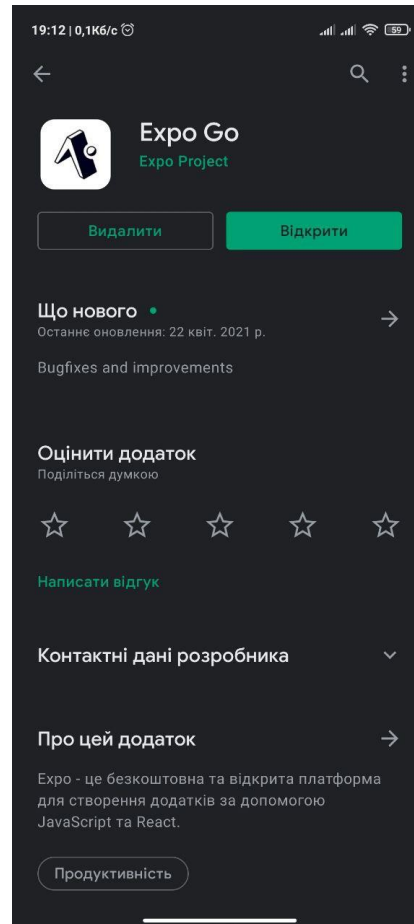 19:12 | 0,1Кб/с 59
Expo Go
Expo Project
Видалити Відкрити
Що нового
Останнє оновлення: 22 квіт. 2021 р.
Bugfixes and improvements
Оцінити додаток
Поділіться думкою
Написати відгук
Контактні дані розробника
Про цей додаток
Expo - це безкоштовна та відкрита платформа
для створення додатків за допомогою
JavaScript та React.
Продуктивність